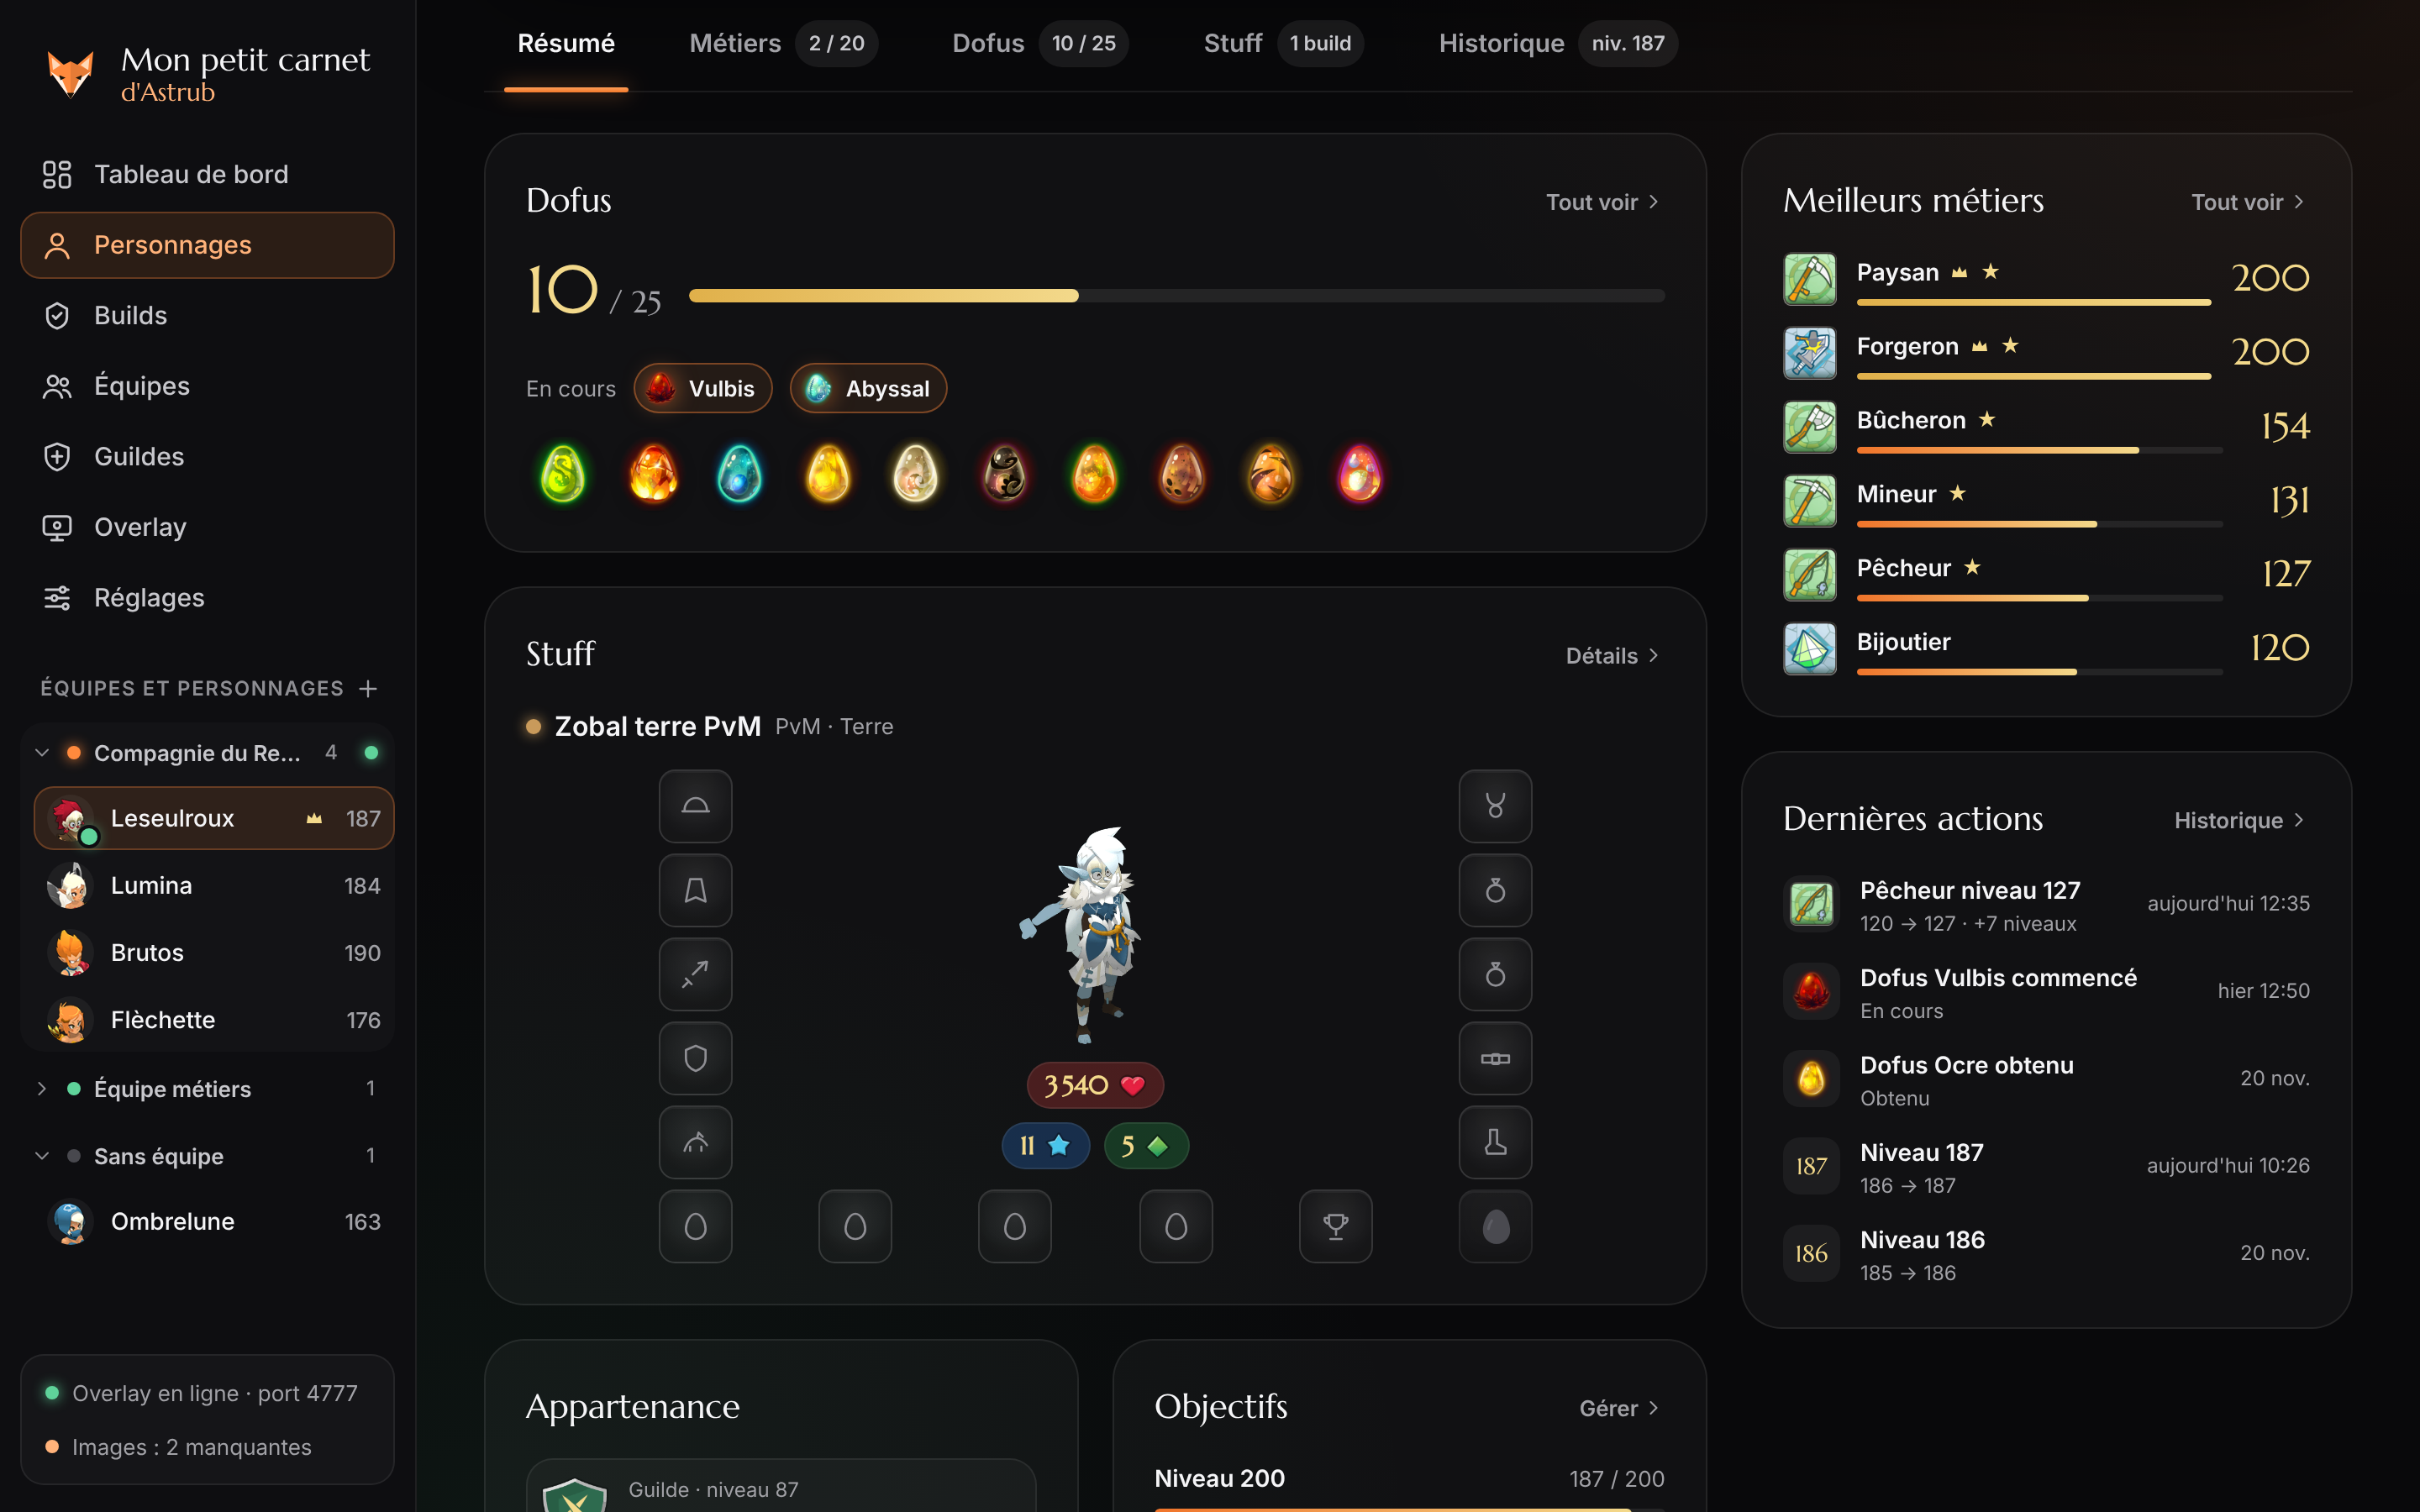 Mon petit carnet
d'Astrub
Tableau de bord
Personnages
Builds
Équipes
Guildes
Overlay
Réglages
ÉQUIPES ET PERSONNAGES
Compagnie du Re... 4
Leseulroux 187
Lumina 184
Brutos 190
Flèchette 176
Équipe métiers 1
Sans équipe 1
Ombrelune 163
Overlay en ligne · port 4777
Images : 2 manquantes
Résumé Métiers 2 / 20 Dofus 10 / 25 Stuff 1 build Historique niv. 187
Dofus Tout voir
10 / 25
En cours Vulbis Abyssal
Stuff Détails
Zobal terre PvM PvM · Terre
3540
11 5
Appartenance
Guilde · niveau 87
Objectifs Gérer
Niveau 200 187 / 200
Meilleurs métiers Tout voir
Paysan 200
Forgeron 200
Bûcheron 154
Mineur 131
Pêcheur 127
Bijoutier 120
Dernières actions Historique
Pêcheur niveau 127 aujourd'hui 12:35
120 → 127 · +7 niveaux
Dofus Vulbis commencé hier 12:50
En cours
Dofus Ocre obtenu 20 nov.
Obtenu
187 Niveau 187 aujourd'hui 10:26
186 → 187
186 Niveau 186 20 nov.
185 → 186